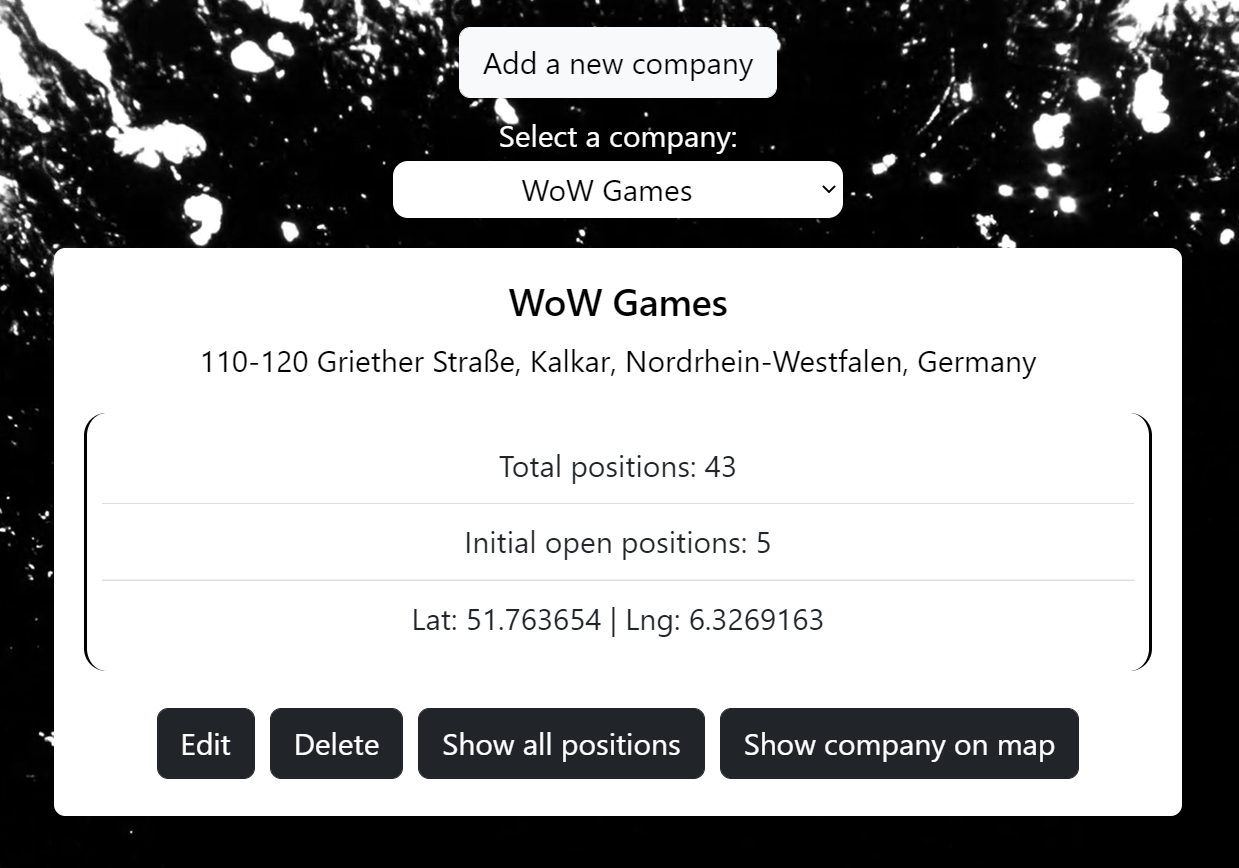 Add a new company
Select a company:
WoW Games
WoW Games
110-120 Griether Straße, Kalkar, Nordrhein-Westfalen, Germany
Total positions: 43
Initial open positions: 5
Lat: 51.763654 | Lng: 6.3269163
Edit Delete Show all positions Show company on map